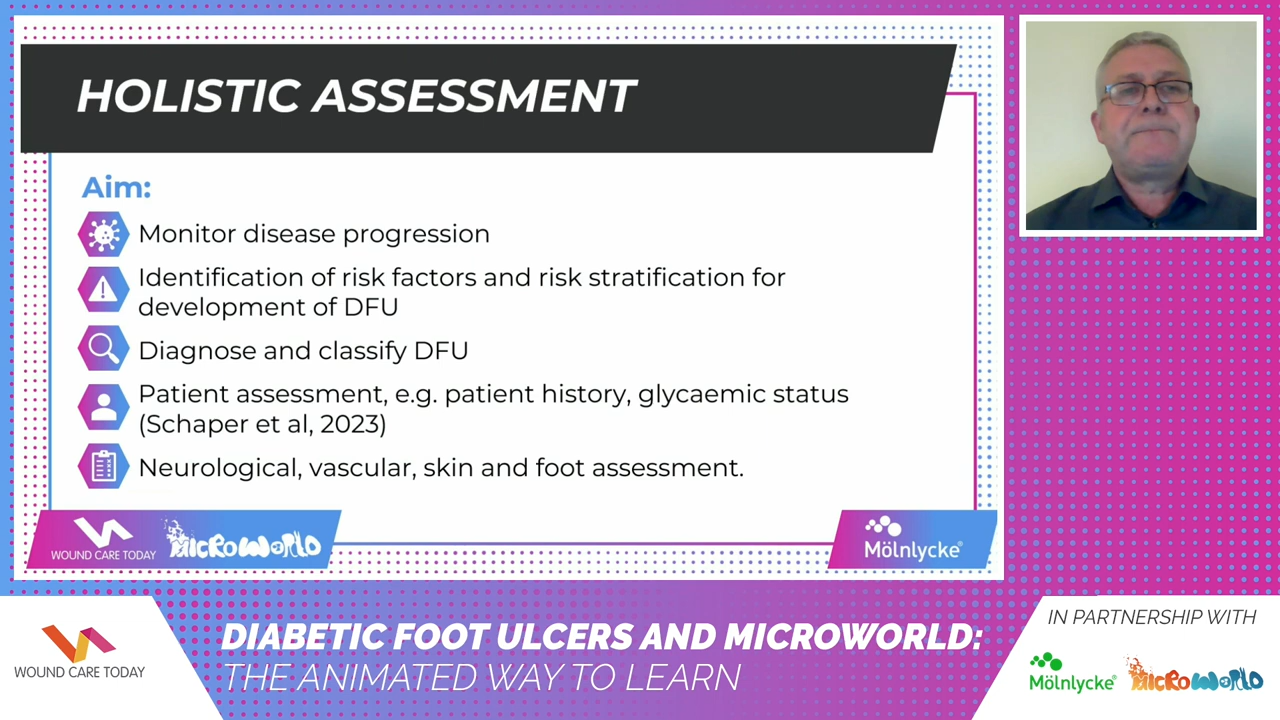 HOLISTIC ASSESSMENT
Aim:
Monitor disease progression
Identification of risk factors and risk stratification for
development of DFU
Diagnose and classify DFU
Patient assessment, e.g. patient history, glycaemic status
(Schaper et al, 2023)
Neurological, vascular, skin and foot assessment.
WOUND CARE TODAY
MICROWORLD
Mölnlycke®
WOUND CARE TODAY
DIABETIC FOOT ULCERS AND MICROWORLD:
THE ANIMATED WAY TO LEARN
IN PARTNERSHIP WITH
Mölnlycke®
MICROWORLD